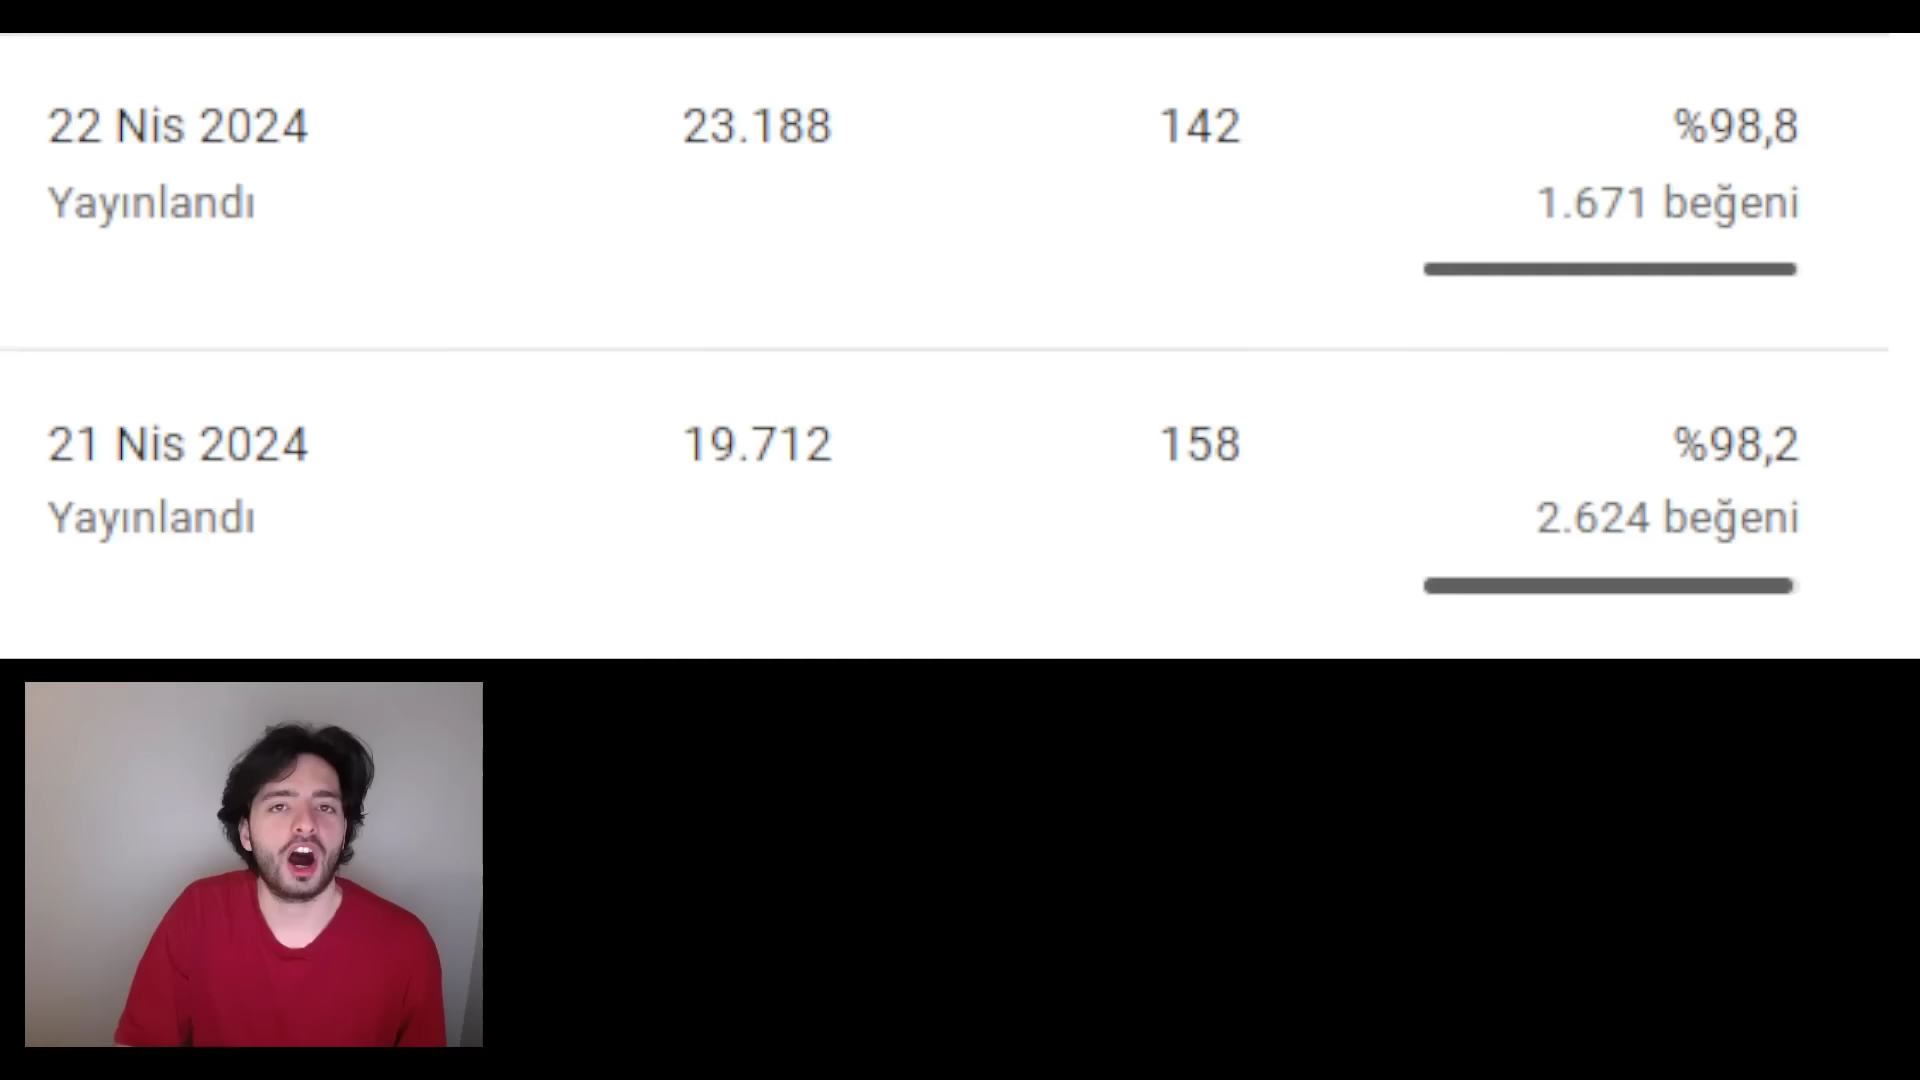 22 Nis 2024 23.188 142 %98,8
Yayınlandı 1.671 beğeni
21 Nis 2024 19.712 158 %98,2
Yayınlandı 2.624 beğeni